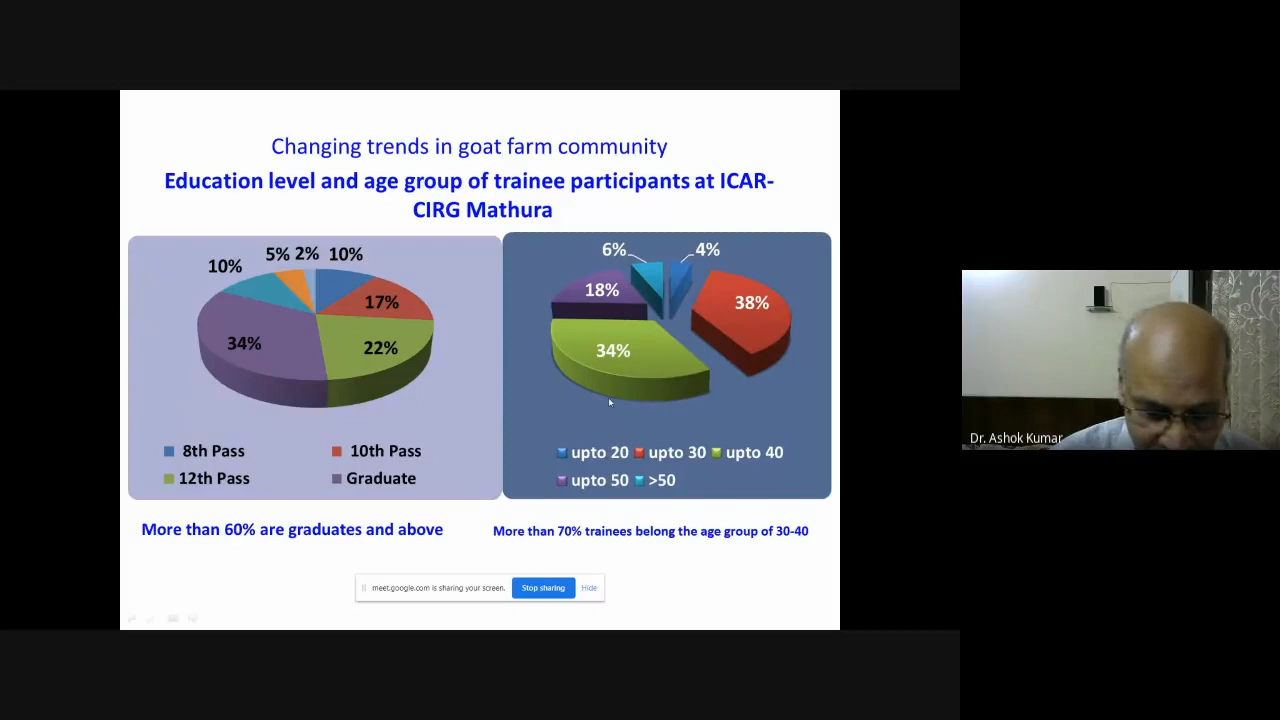 Changing trends in goat farm community
Education level and age group of trainee participants at ICAR-
CIRG Mathura
10%
5%
2%
10%
17%
34%
22%
8th Pass
10th Pass
12th Pass
Graduate
6%
4%
18%
38%
34%
upto 20
upto 30
upto 40
upto 50
>50
More than 60% are graduates and above
More than 70% trainees belong the age group of 30-40
meet.google.com is sharing your screen.
Stop sharing
Hide
Dr. Ashok Kumar